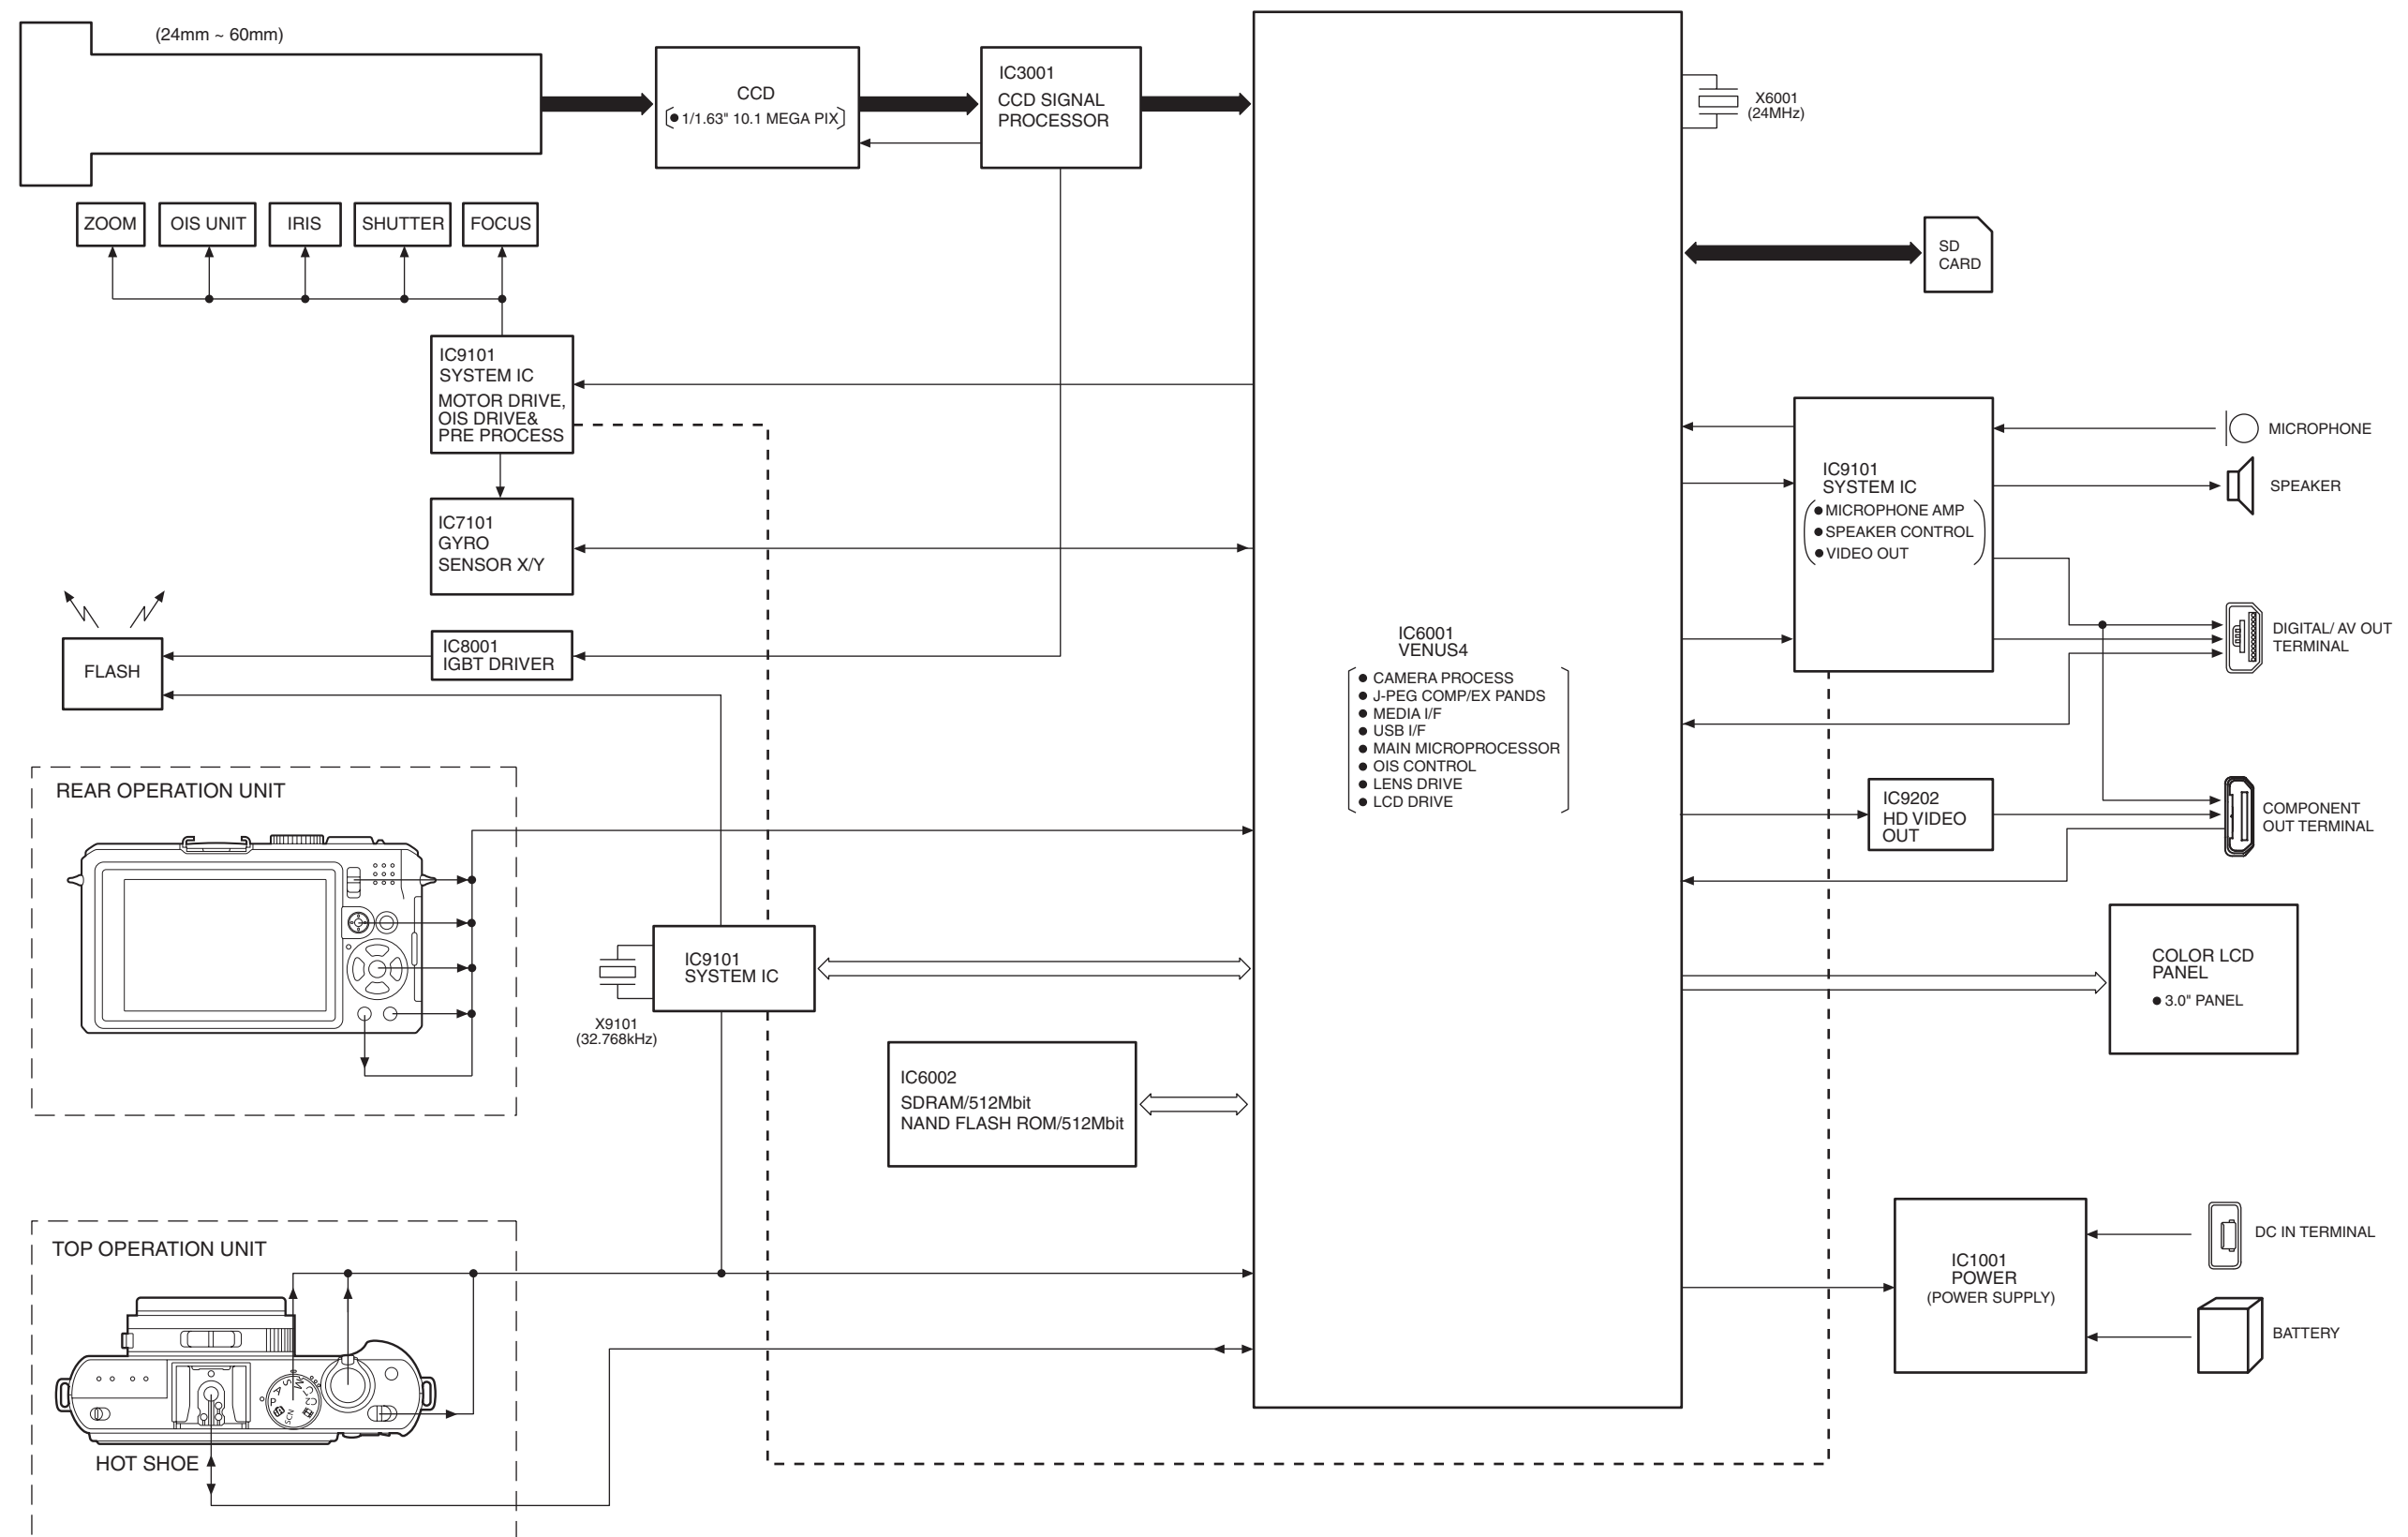 (24mm ~ 60mm)
CCD
● 1/1.63" 10.1 MEGA PIX
IC3001
CCD SIGNAL
PROCESSOR
X6001
(24MHz)
ZOOM
OIS UNIT
IRIS
SHUTTER
FOCUS
SD
CARD
IC9101
SYSTEM IC
MOTOR DRIVE,
OIS DRIVE&
PRE PROCESS
IC7101
GYRO
SENSOR X/Y
IC9101
SYSTEM IC
● MICROPHONE AMP
● SPEAKER CONTROL
● VIDEO OUT
MICROPHONE
SPEAKER
FLASH
IC8001
IGBT DRIVER
IC6001
VENUS4
● CAMERA PROCESS
● J-PEG COMP/EX PANDS
● MEDIA I/F
● USB I/F
● MAIN MICROPROCESSOR
● OIS CONTROL
● LENS DRIVE
● LCD DRIVE
DIGITAL/ AV OUT
TERMINAL
IC9202
HD VIDEO
OUT
COMPONENT
OUT TERMINAL
REAR OPERATION UNIT
IC9101
SYSTEM IC
X9101
(32.768kHz)
COLOR LCD
PANEL
● 3.0" PANEL
IC6002
SDRAM/512Mbit
NAND FLASH ROM/512Mbit
TOP OPERATION UNIT
IC1001
POWER
(POWER SUPPLY)
DC IN TERMINAL
BATTERY
P
A
S
M
SCN
HOT SHOE